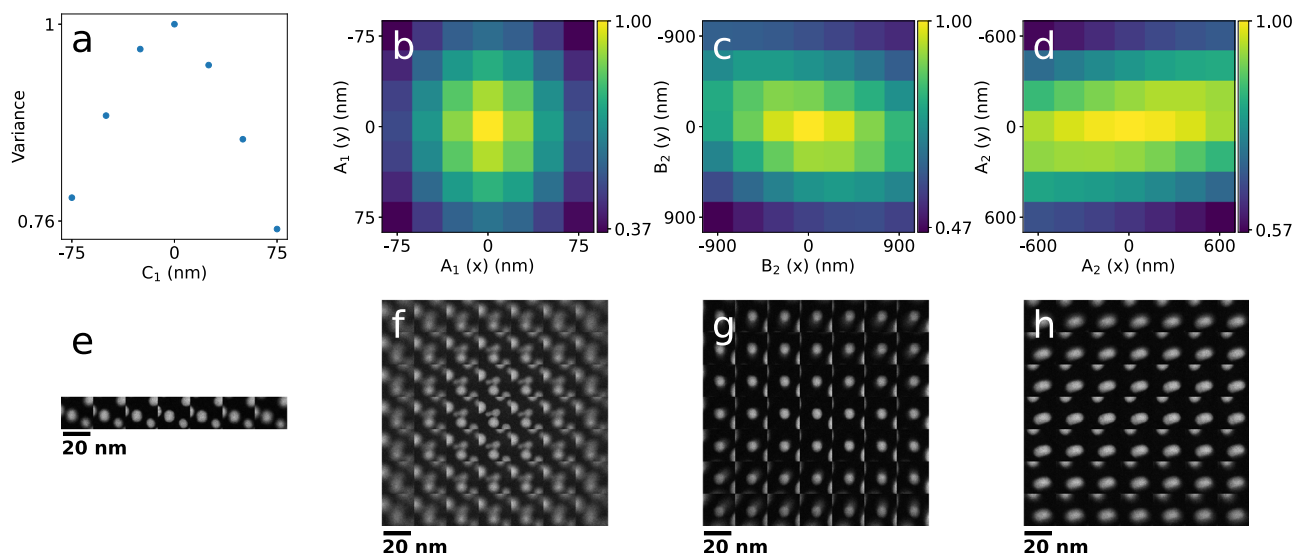 a
1
0.76
Variance
-75
0
75
C₁ (nm)
b
-75
0
75
A₁ (y) (nm)
-75
0
75
A₁ (x) (nm)
1.00
0.37
c
-900
0
900
B₂ (y) (nm)
-900
0
900
B₂ (x) (nm)
1.00
0.47
d
-600
0
600
A₂ (y) (nm)
-600
0
600
A₂ (x) (nm)
1.00
0.57
e
20 nm
f
20 nm
g
20 nm
h
20 nm